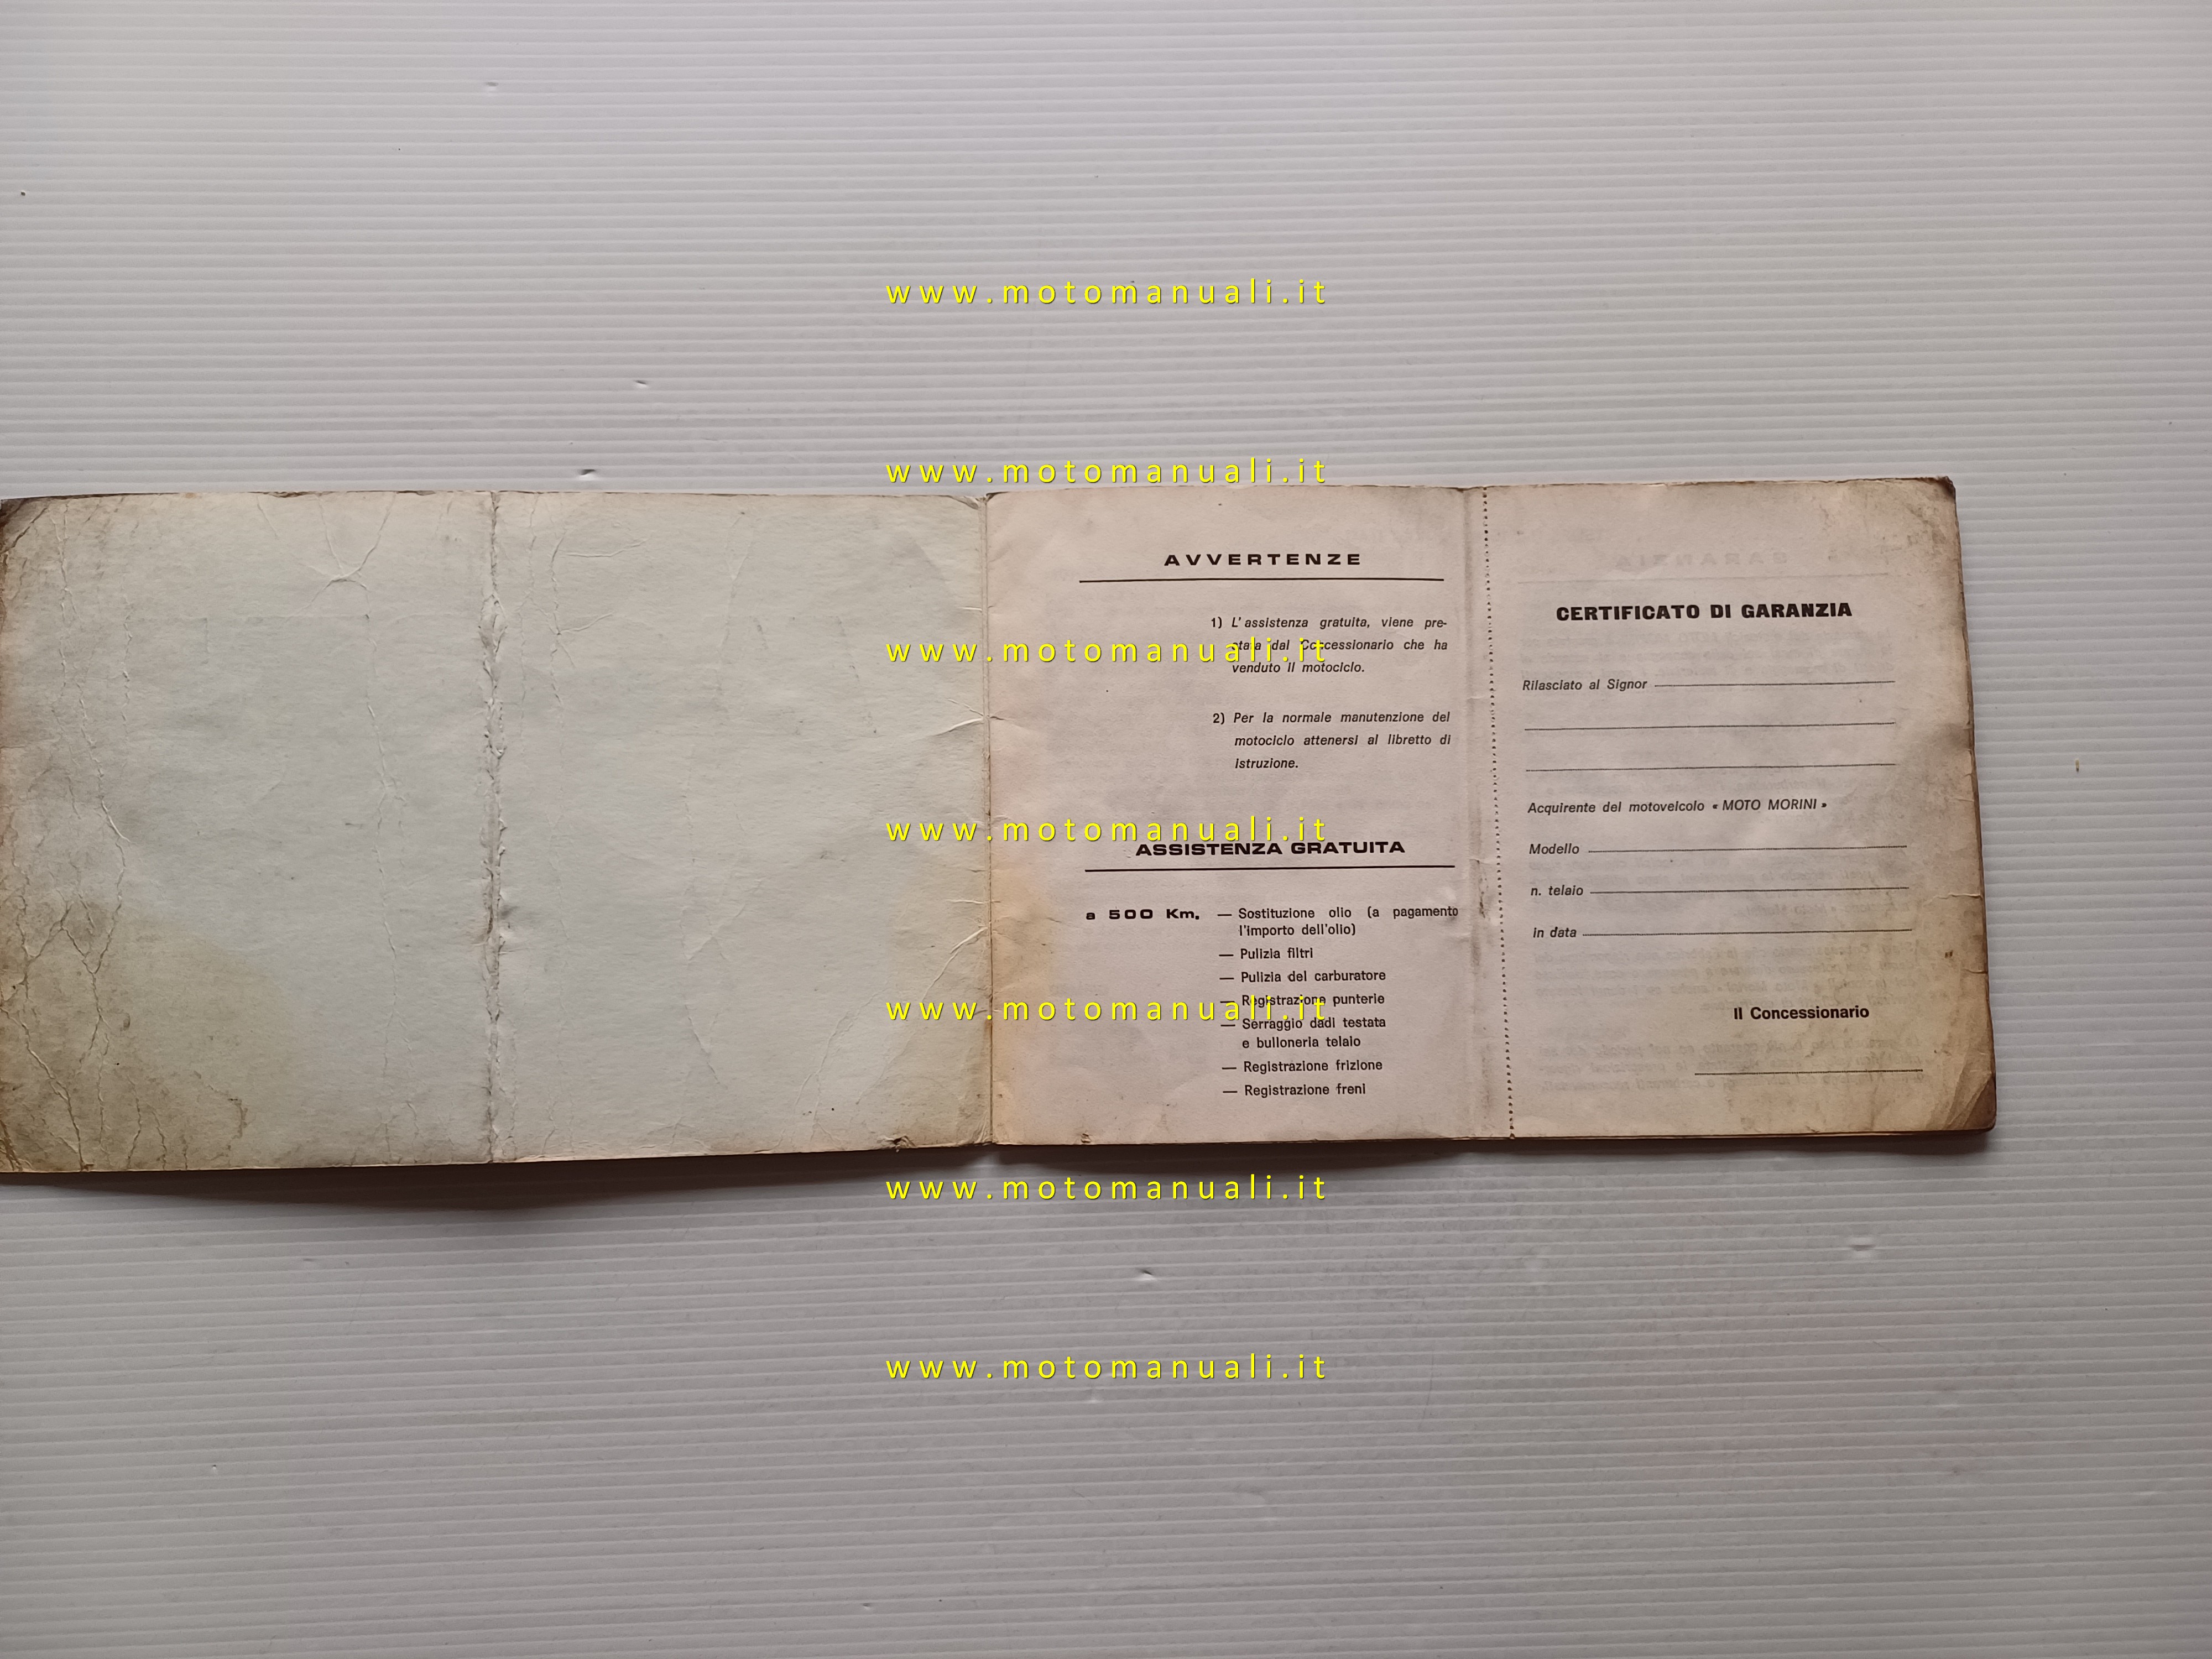 www.motomanuali.it
www.motomanuali.it
AVVERTENZE
1) L'assistenza gratuita, viene pre-
stata dal Concessionario che ha
www.motomanuali.it
venduto il motociclo.
2) Per la normale manutenzione del
motociclo attenersi al libretto di
istruzione.
www.motomanuali.it
ASSISTENZA GRATUITA
a 500 Km. — Sostituzione olio (a pagamento
l'importo dell'olio)
— Pulizia filtri
— Pulizia del carburatore
— Registrazione punterie
www.motomanuali.it
— Serraggio dadi testata
e bulloneria telaio
— Registrazione frizione
— Registrazione freni
CERTIFICATO DI GARANZIA
Rilasciato al Signor
Acquirente del motoveicolo « MOTO MORINI »
Modello
n. telaio
in data
Il Concessionario
www.motomanuali.it
www.motomanuali.it